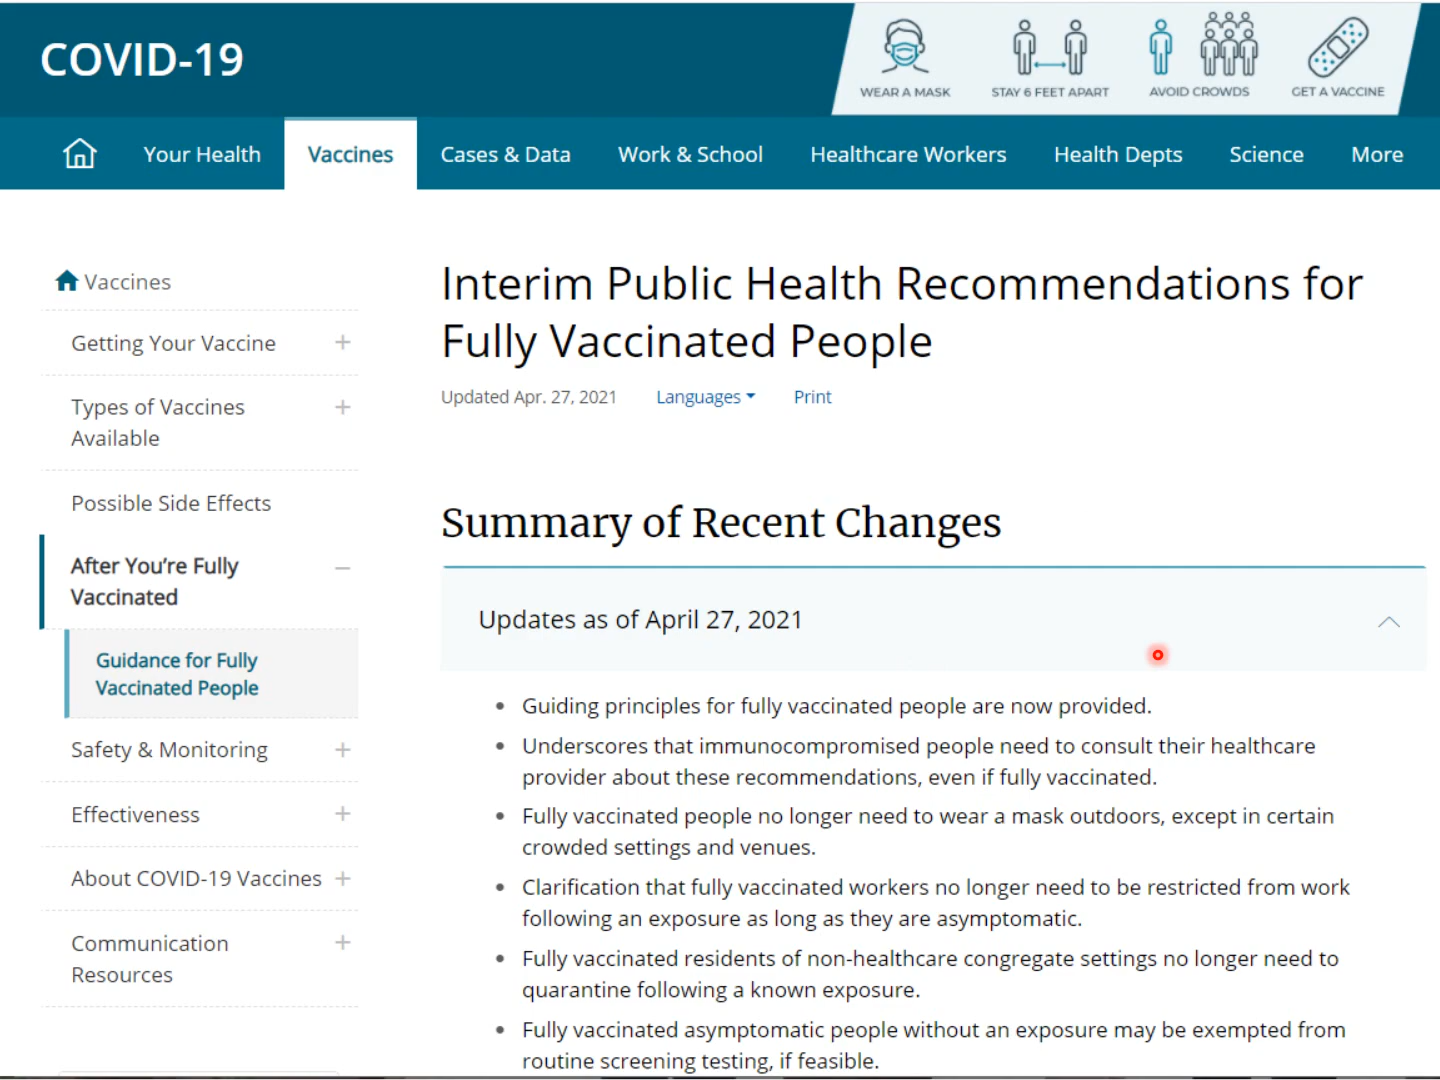 COVID-19
WEAR A MASK
STAY 6 FEET APART
AVOID CROWDS
GET A VACCINE
Your Health
Vaccines
Cases & Data
Work & School
Healthcare Workers
Health Depts
Science
More
Vaccines
Getting Your Vaccine
Types of Vaccines
Available
Possible Side Effects
After You're Fully
Vaccinated
Guidance for Fully
Vaccinated People
Safety & Monitoring
Effectiveness
About COVID-19 Vaccines
Communication
Resources
Interim Public Health Recommendations for
Fully Vaccinated People
Updated Apr. 27, 2021
Languages
Print
Summary of Recent Changes
Updates as of April 27, 2021
Guiding principles for fully vaccinated people are now provided.
Underscores that immunocompromised people need to consult their healthcare
provider about these recommendations, even if fully vaccinated.
Fully vaccinated people no longer need to wear a mask outdoors, except in certain
crowded settings and venues.
Clarification that fully vaccinated workers no longer need to be restricted from work
following an exposure as long as they are asymptomatic.
Fully vaccinated residents of non-healthcare congregate settings no longer need to
quarantine following a known exposure.
Fully vaccinated asymptomatic people without an exposure may be exempted from
routine screening testing, if feasible.